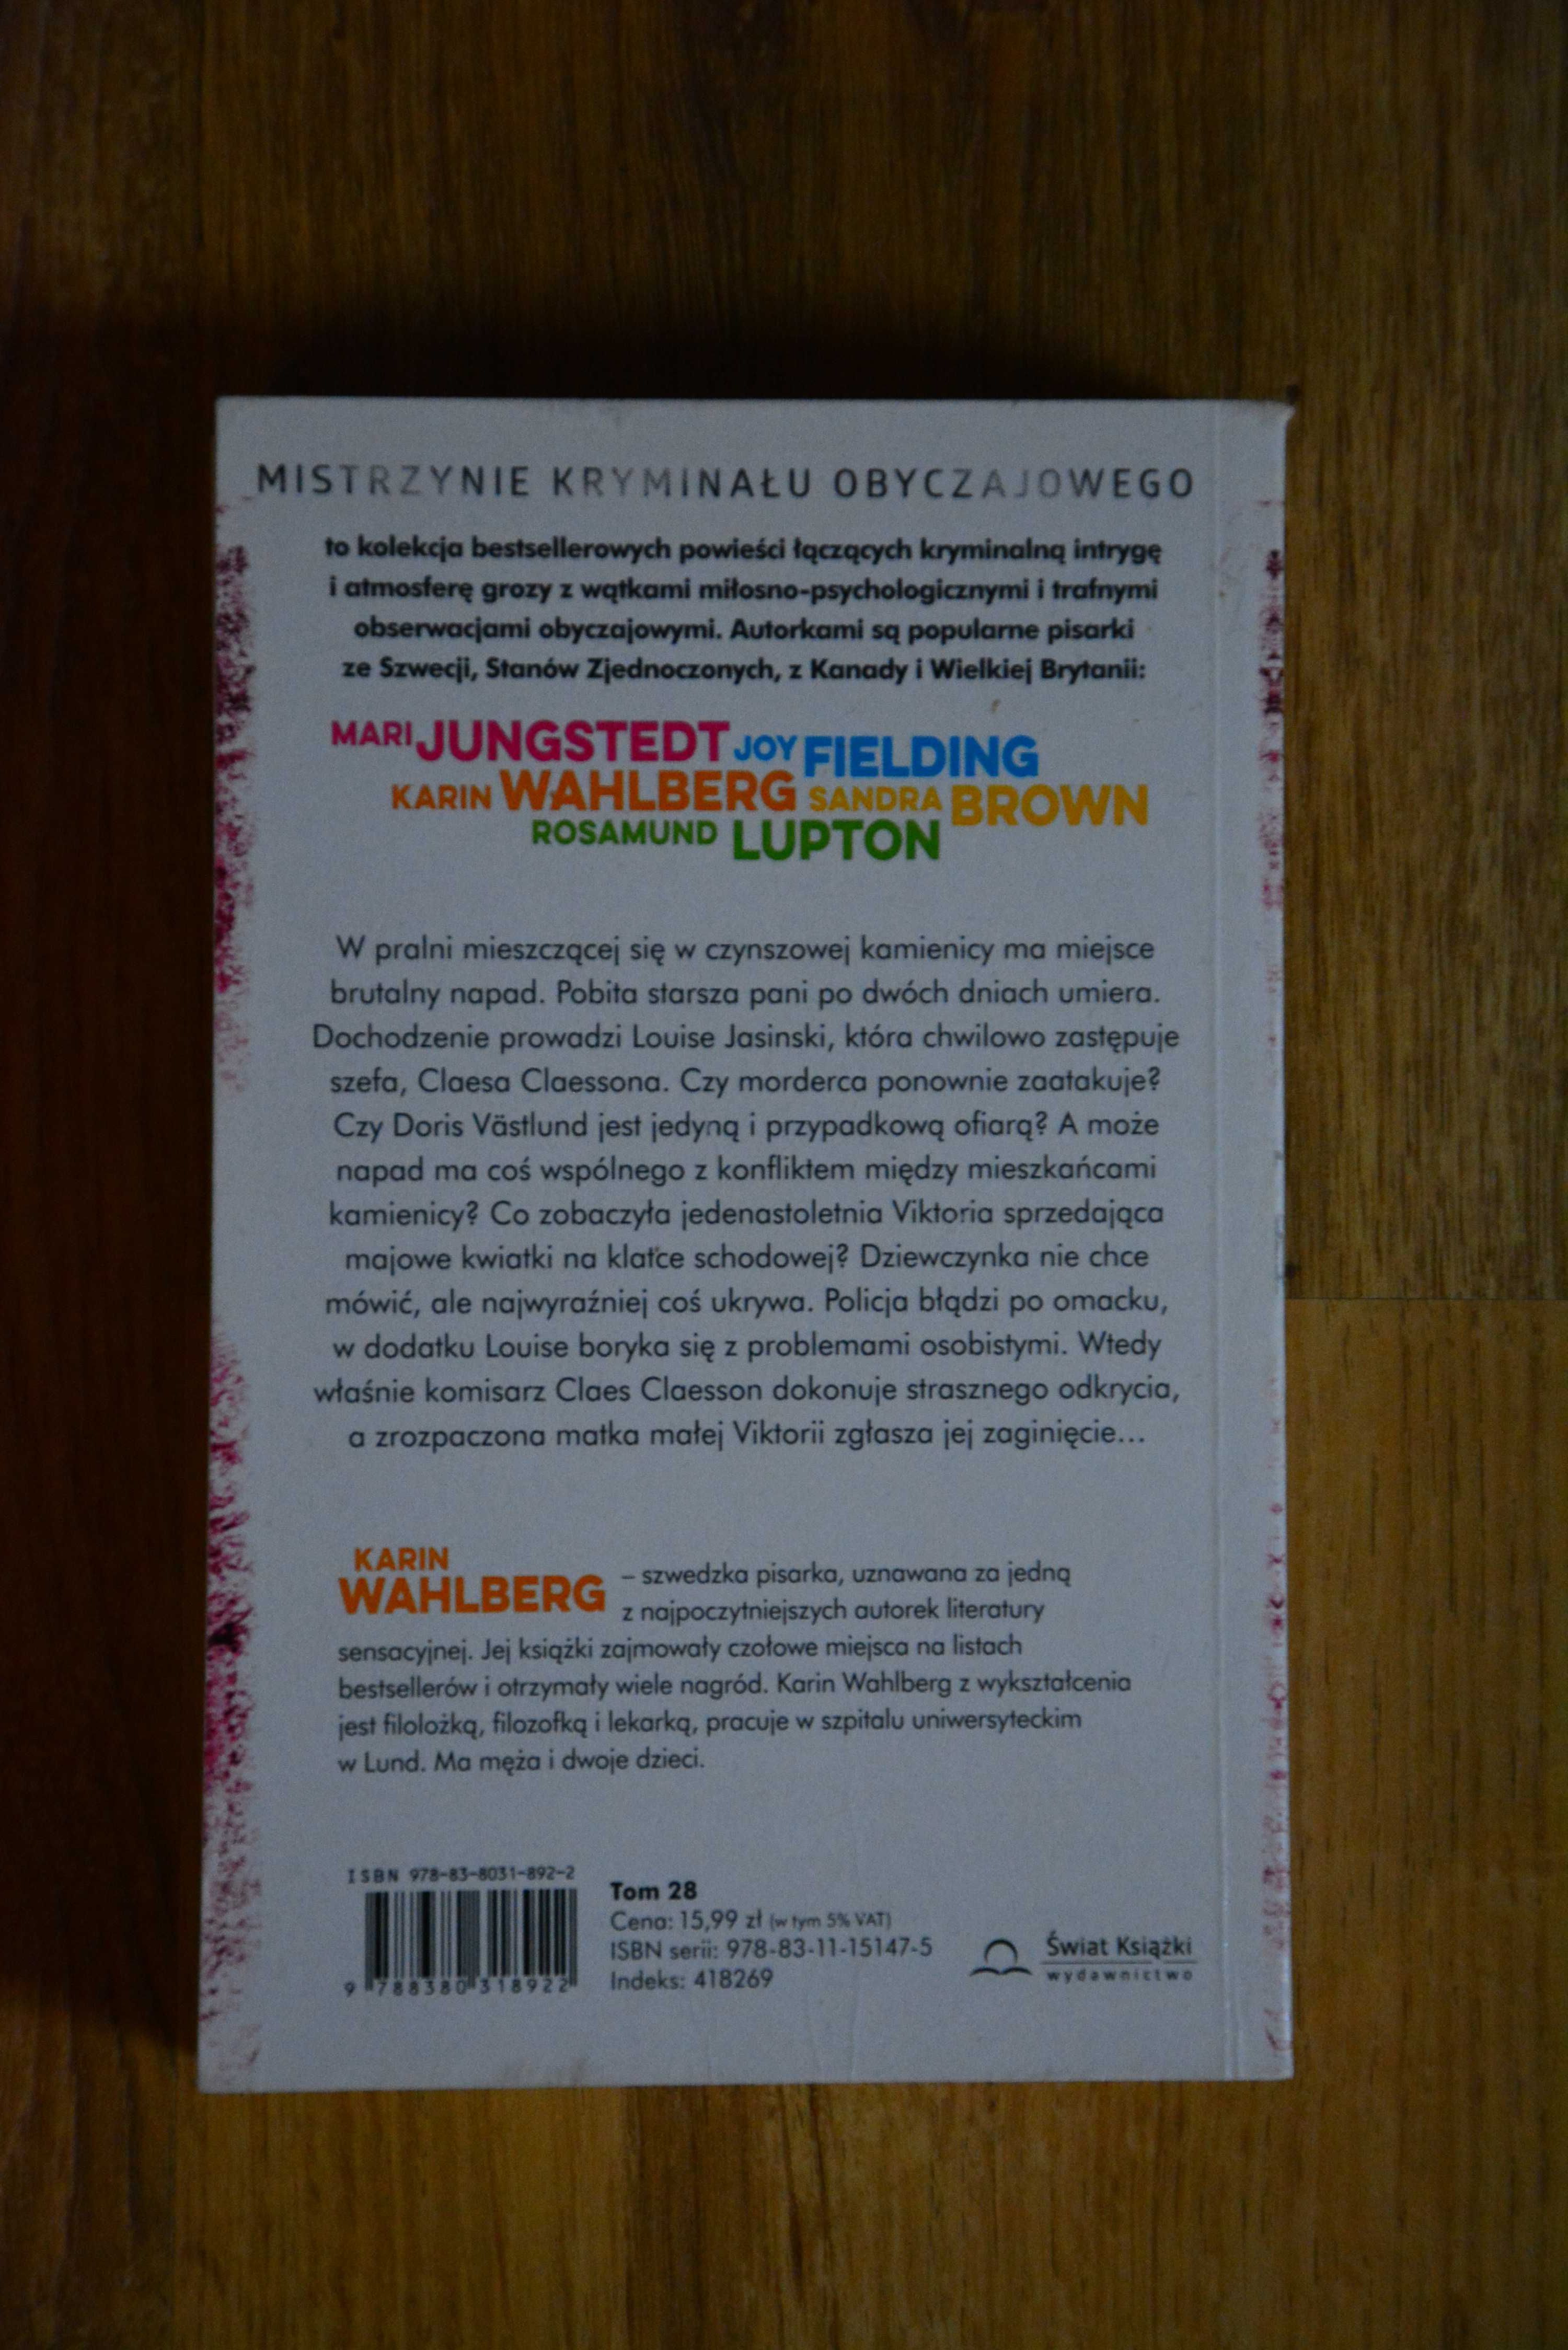 MISTRZYNIE KRYMINAŁU OBYCZAJOWEGO
to kolekcja bestsellerowych powieści łączących kryminalną intrygę
i atmosferę grozy z wątkami miłosno-psychologicznymi i trafnymi
obserwacjami obyczajowymi. Autorkami są popularne pisarki
ze Szwecji, Stanów Zjednoczonych, z Kanady i Wielkiej Brytanii:
MARI JUNGSTEDT JOY FIELDING
KARIN WAHLBERG SANDRA BROWN
ROSAMUND LUPTON
W pralni mieszczącej się w czynszowej kamienicy ma miejsce
brutalny napad. Pobita starsza pani po dwóch dniach umiera.
Dochodzenie prowadzi Louise Jasinski, która chwilowo zastępuje
szefa, Claesa Claessona. Czy morderca ponownie zaatakuje?
Czy Doris Västlund jest jedyną i przypadkową ofiarą? A może
napad ma coś wspólnego z konfliktem między mieszkańcami
kamienicy? Co zobaczyła jedenastoletnia Viktoria sprzedająca
majowe kwiatki na klatce schodowej? Dziewczynka nie chce
mówić, ale najwyraźniej coś ukrywa. Policja błądzi po omacku,
w dodatku Louise boryka się z problemami osobistymi. Wtedy
właśnie komisarz Claes Claesson dokonuje strasznego odkrycia,
a zrozpaczona matka małej Viktorii zgłasza jej zaginięcie...
KARIN
WAHLBERG – szwedzka pisarka, uznawana za jedną
z najpoczytniejszych autorek literatury
sensacyjnej. Jej książki zajmowały czołowe miejsca na listach
bestsellerów i otrzymały wiele nagród. Karin Wahlberg z wykształcenia
jest filolożką, filozofką i lekarką, pracuje w szpitalu uniwersyteckim
w Lund. Ma męża i dwoje dzieci.
ISBN 978-83-8031-892-2
9 788380 318922
Tom 28
Cena: 15,99 zł (w tym 5% VAT)
ISBN serii: 978-83-11-15147-5
Indeks: 418269
Świat Książki
wydawnictwo